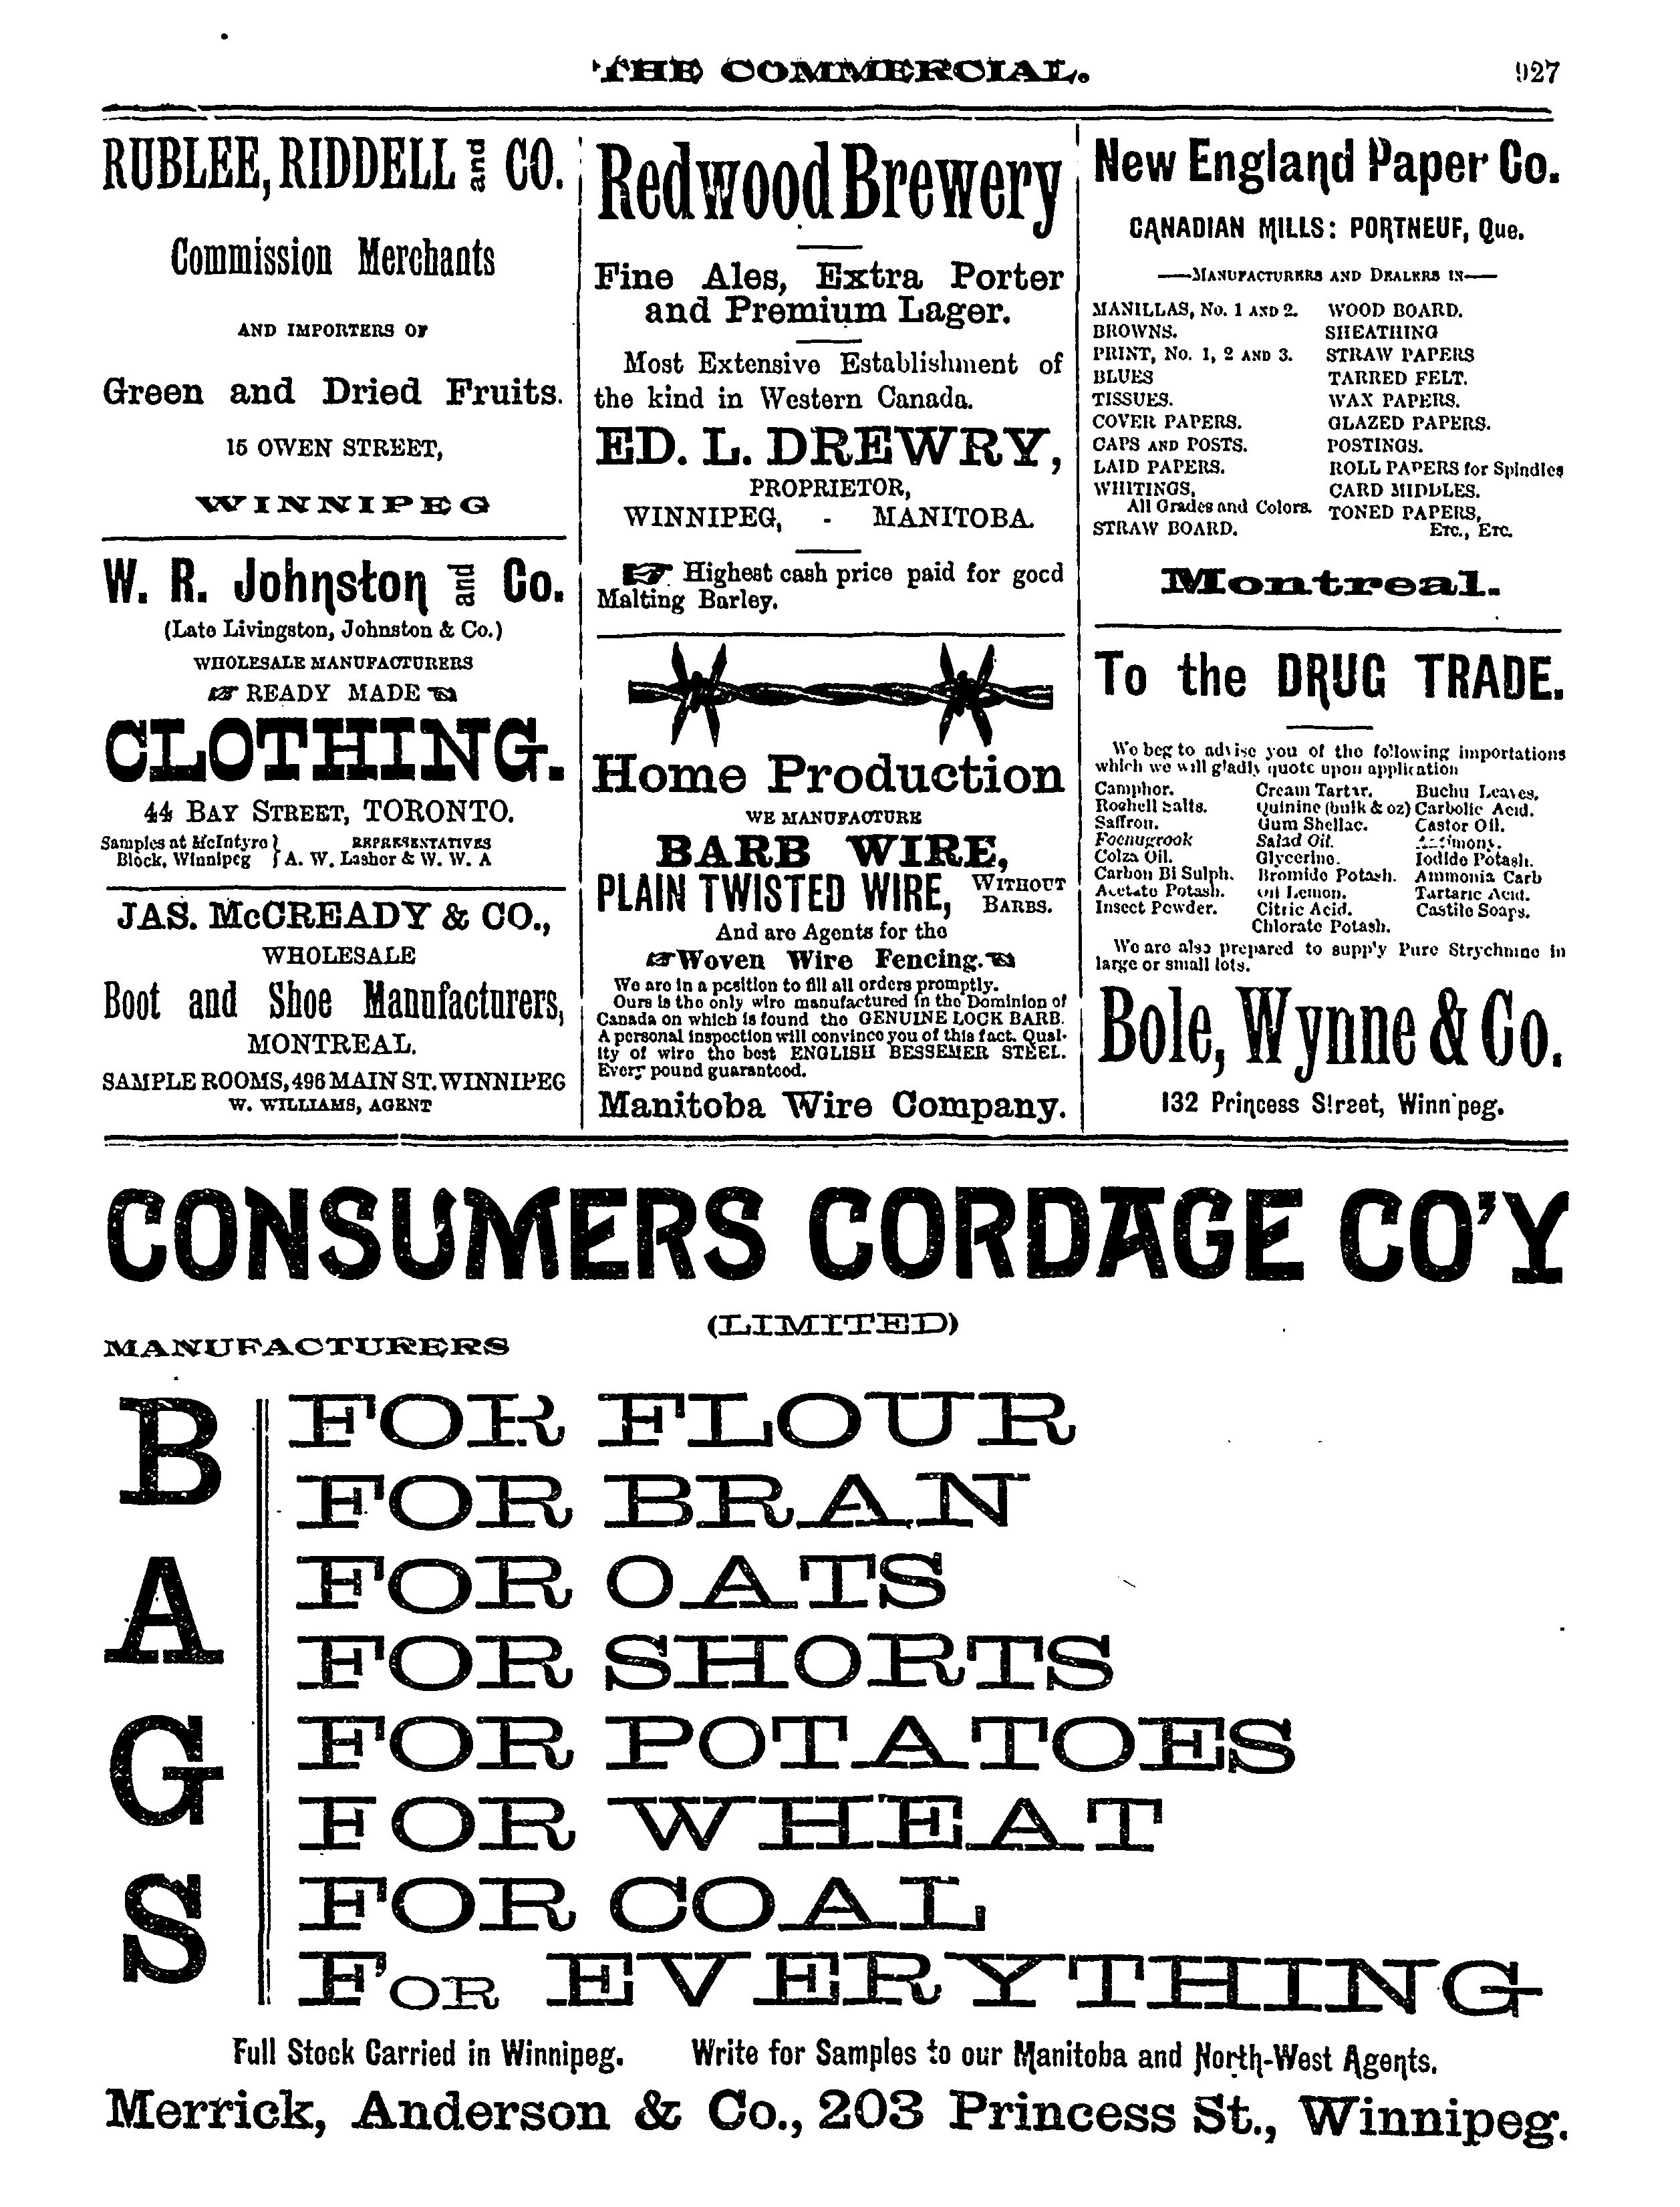 THE COMMERCIAL.
927
RUBLEE, RIDDELL and CO.
Commission Merchants
AND IMPORTERS OF
Green and Dried Fruits.
15 OWEN STREET,
WINNIPEG
W. R. Johnston and Co.
(Late Livingston, Johnston & Co.)
WHOLESALE MANUFACTURERS
READY MADE
CLOTHING.
44 BAY STREET, TORONTO.
Samples at McIntyre } REPRESENTATIVES
Block, Winnipeg } A. W. Lasher & W. W. A
JAS. McCREADY & CO.,
WHOLESALE
Boot and Shoe Manufacturers,
MONTREAL.
SAMPLE ROOMS, 496 MAIN ST. WINNIPEG
W. WILLIAMS, AGENT
Redwood Brewery
Fine Ales, Extra Porter
and Premium Lager.
Most Extensive Establishment of
the kind in Western Canada.
ED. L. DREWRY,
PROPRIETOR,
WINNIPEG, - MANITOBA.
Highest cash price paid for good
Malting Barley.
Home Production
WE MANUFACTURE
BARB WIRE,
PLAIN TWISTED WIRE, WITHOUT
BARBS.
And are Agents for the
Woven Wire Fencing.
We are in a position to fill all orders promptly.
Ours is the only wire manufactured in the Dominion of
Canada on which is found the GENUINE LOCK BARB.
A personal inspection will convince you of this fact. Qual-
ity of wire the best ENGLISH BESSEMER STEEL.
Every pound guaranteed.
Manitoba Wire Company.
New England Paper Co.
CANADIAN MILLS: PORTNEUF, Que.
—MANUFACTURERS AND DEALERS IN—
MANILLAS, No. 1 AND 2.
BROWNS.
PRINT, No. 1, 2 AND 3.
BLUES
TISSUES.
COVER PAPERS.
CAPS AND POSTS.
LAID PAPERS.
WHITINGS,
All Grades and Colors.
STRAW BOARD.
WOOD BOARD.
SHEATHING
STRAW PAPERS
TARRED FELT.
WAX PAPERS.
GLAZED PAPERS.
POSTINGS.
ROLL PAPERS for Spindles
CARD MIDDLES.
TONED PAPERS,
ETC., ETC.
Montreal.
To the DRUG TRADE.
We beg to advise you of the following importations
which we will gladly quote upon application
Camphor.
Rochell Salts.
Saffron.
Foenugrook
Colza Oil.
Carbon Bi Sulph.
Acetate Potash.
Insect Powder.
Cream Tartar.
Quinine (bulk & oz)
Gum Shellac.
Salad Oil.
Glycerine.
Bromide Potash.
Oil Lemon.
Citric Acid.
Chlorate Potash.
Buchu Leaves.
Carbolic Acid.
Castor Oil.
Antimony.
Iodide Potash.
Ammonia Carb
Tartaric Acid.
Castile Soaps.
We are also prepared to supply Pure Strychnine in
large or small lots.
Bole, Wynne & Co.
132 Princess Street, Winnipeg.
CONSUMERS CORDAGE CO'Y
(LIMITED)
MANUFACTURERS
BAGS
FOR FLOUR
FOR BRAN
FOR OATS
FOR SHORTS
FOR POTATOES
FOR WHEAT
FOR COAL
FOR EVERYTHING
Full Stock Carried in Winnipeg. Write for Samples to our Manitoba and North-West Agents.
Merrick, Anderson & Co., 203 Princess St., Winnipeg.